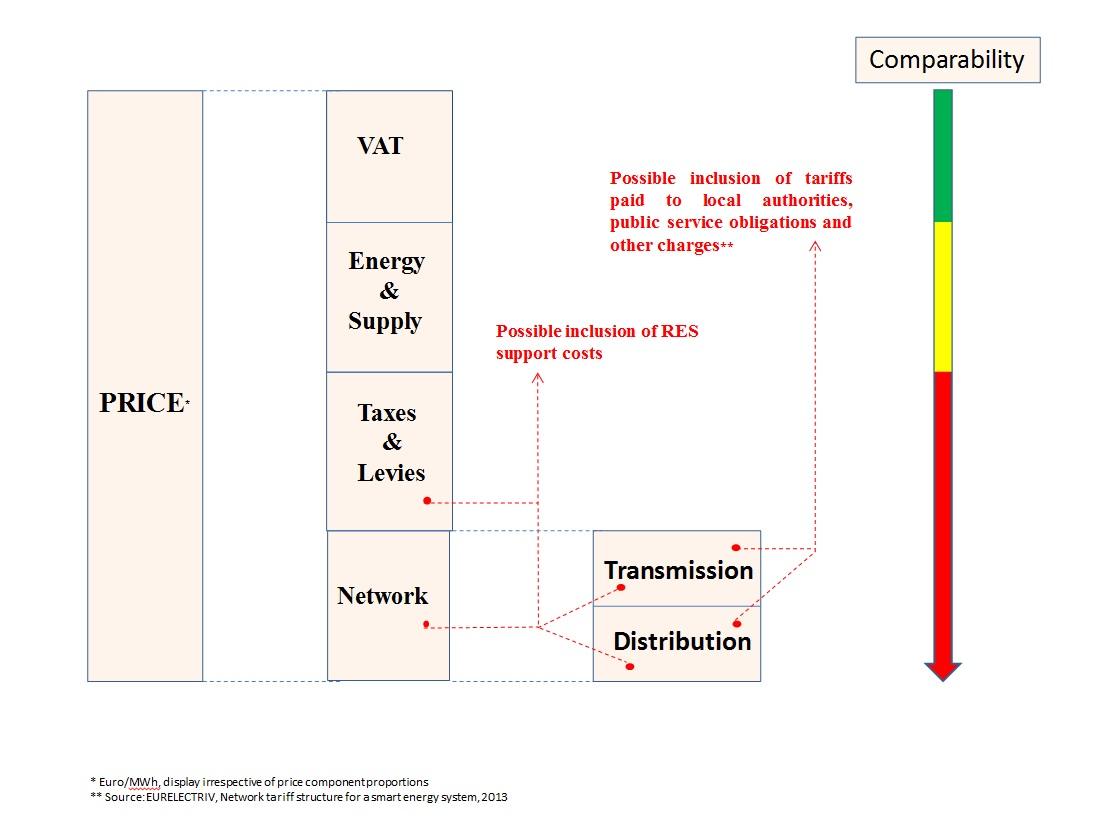 Comparability
VAT
Possible inclusion of tariffs
paid to local authorities,
public service obligations and
other charges**
Energy
&
Supply
Possible inclusion of RES
support costs
PRICE*
Taxes
&
Levies
Network
Transmission
Distribution
* Euro/MWh, display irrespective of price component proportions
** Source: EURELECTRIV, Network tariff structure for a smart energy system, 2013